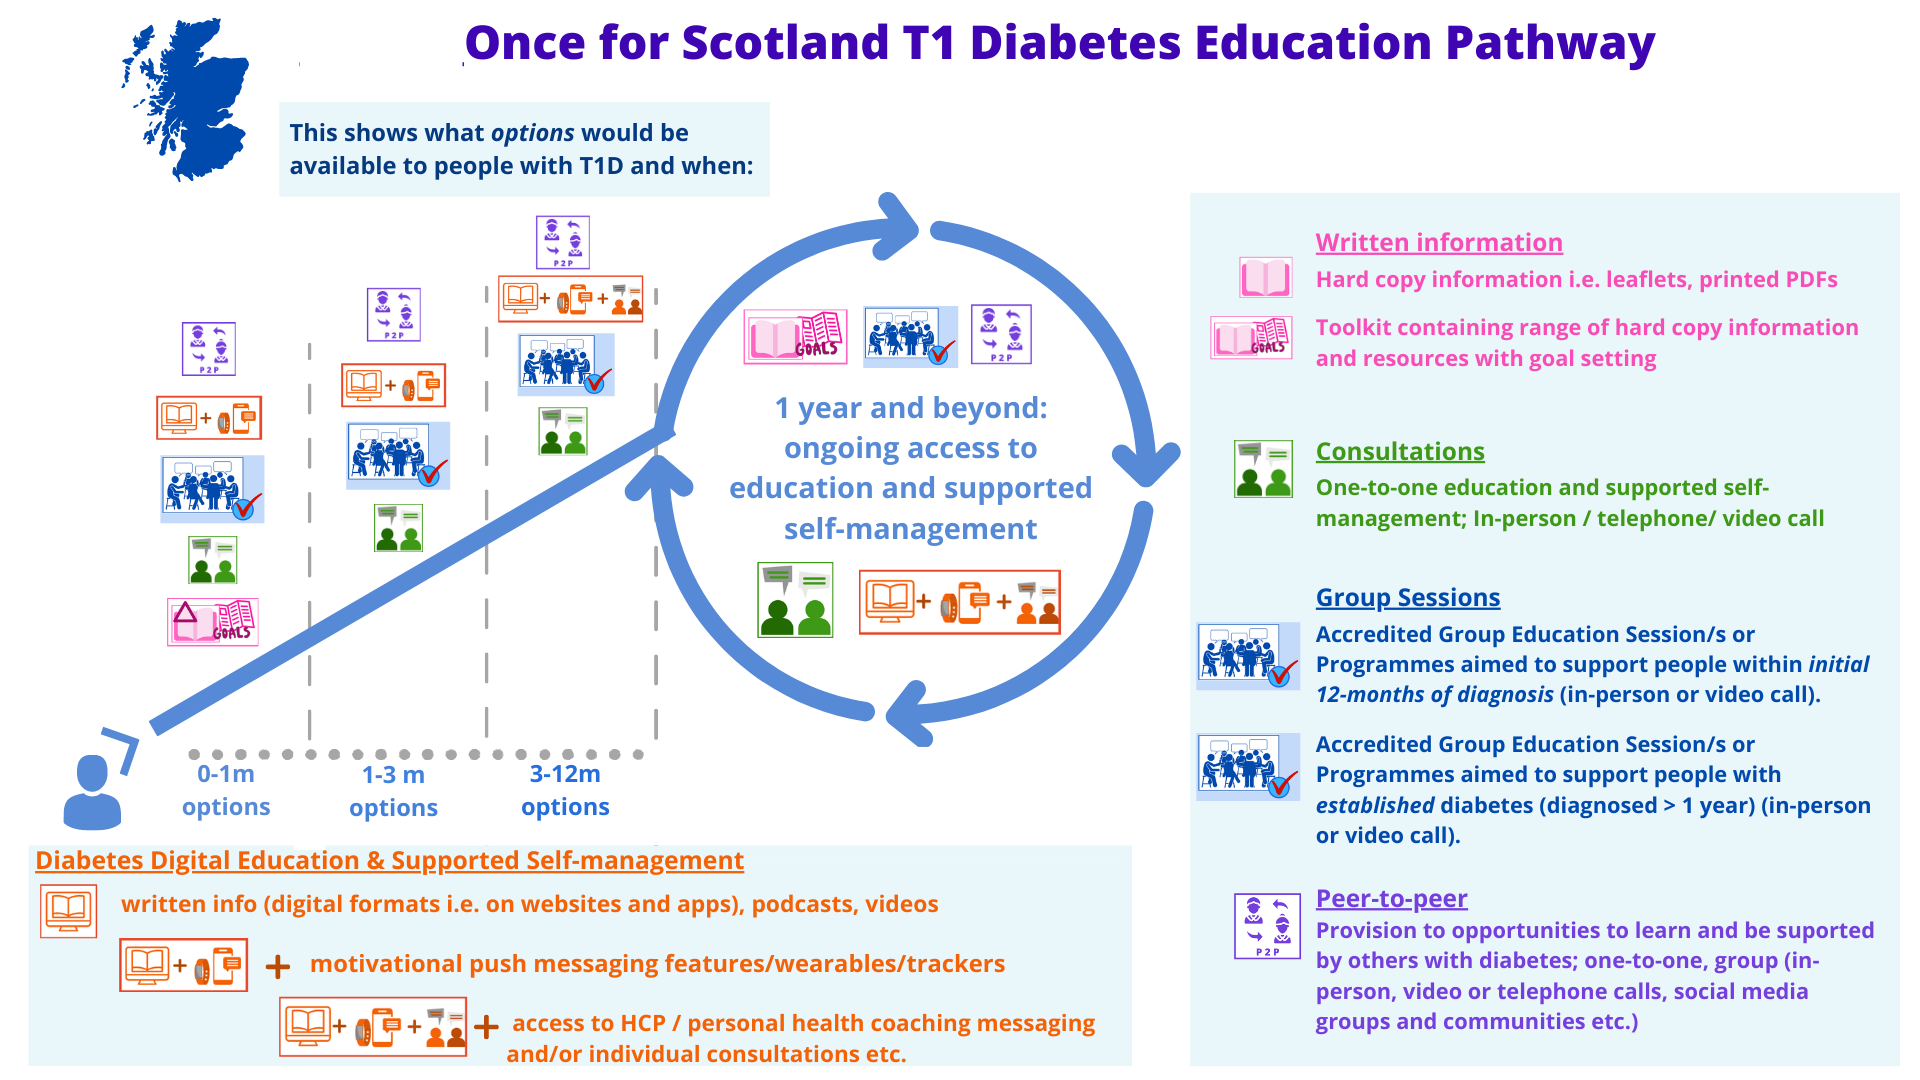 Once for Scotland T1 Diabetes Education Pathway
This shows what options would be
available to people with T1D and when:
P2P
P2P
P2P
GOALS
GOALS
P2P
1 year and beyond:
ongoing access to
education and supported
self-management
0-1m
options
1-3 m
options
3-12m
options
Written information
Hard copy information i.e. leaflets, printed PDFs
GOALS
Toolkit containing range of hard copy information
and resources with goal setting
Consultations
One-to-one education and supported self-
management; In-person / telephone/ video call
Group Sessions
Accredited Group Education Session/s or
Programmes aimed to support people within initial
12-months of diagnosis (in-person or video call).
Accredited Group Education Session/s or
Programmes aimed to support people with
established diabetes (diagnosed > 1 year) (in-person
or video call).
Peer-to-peer
P2P
Provision to opportunities to learn and be suported
by others with diabetes; one-to-one, group (in-
person, video or telephone calls, social media
groups and communities etc.)
Diabetes Digital Education & Supported Self-management
written info (digital formats i.e. on websites and apps), podcasts, videos
+ + motivational push messaging features/wearables/trackers
+ + + access to HCP / personal health coaching messaging
and/or individual consultations etc.